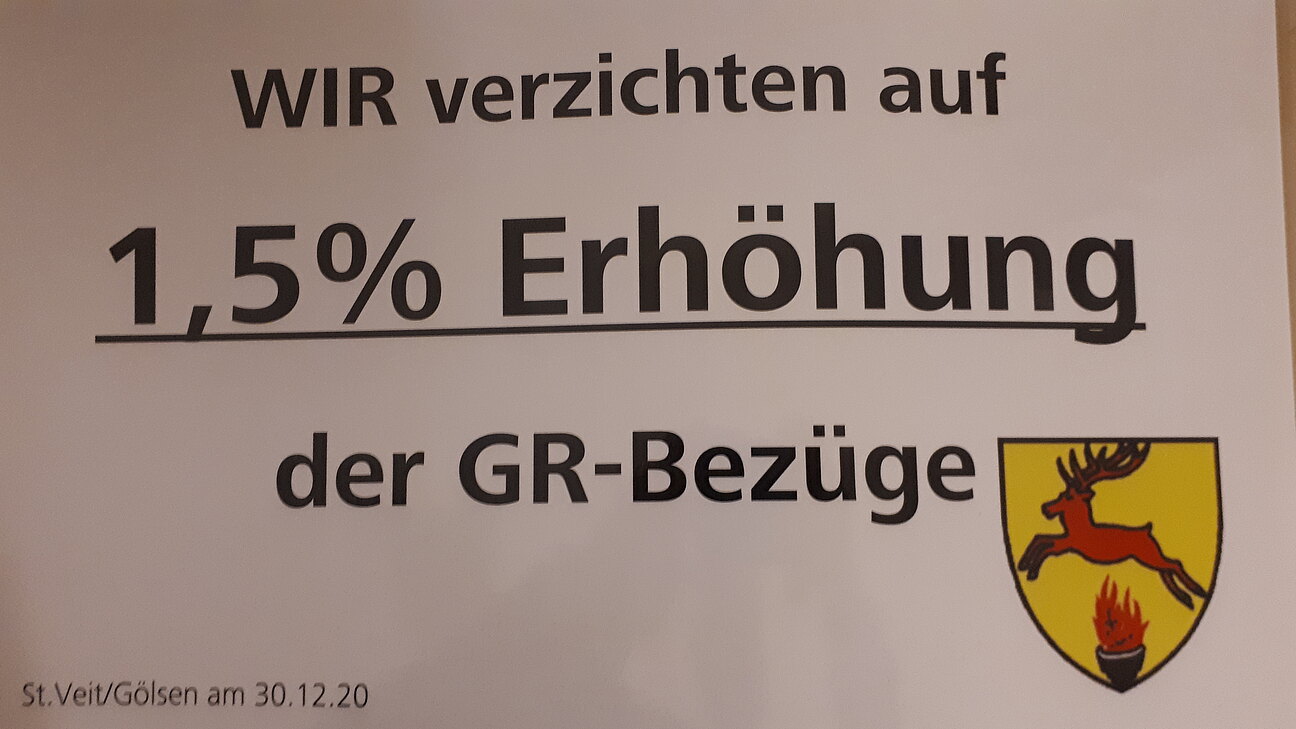 WIR verzichten auf
1,5% Erhöhung
der GR-Bezüge
St.Veit/Gölsen am 30.12.20